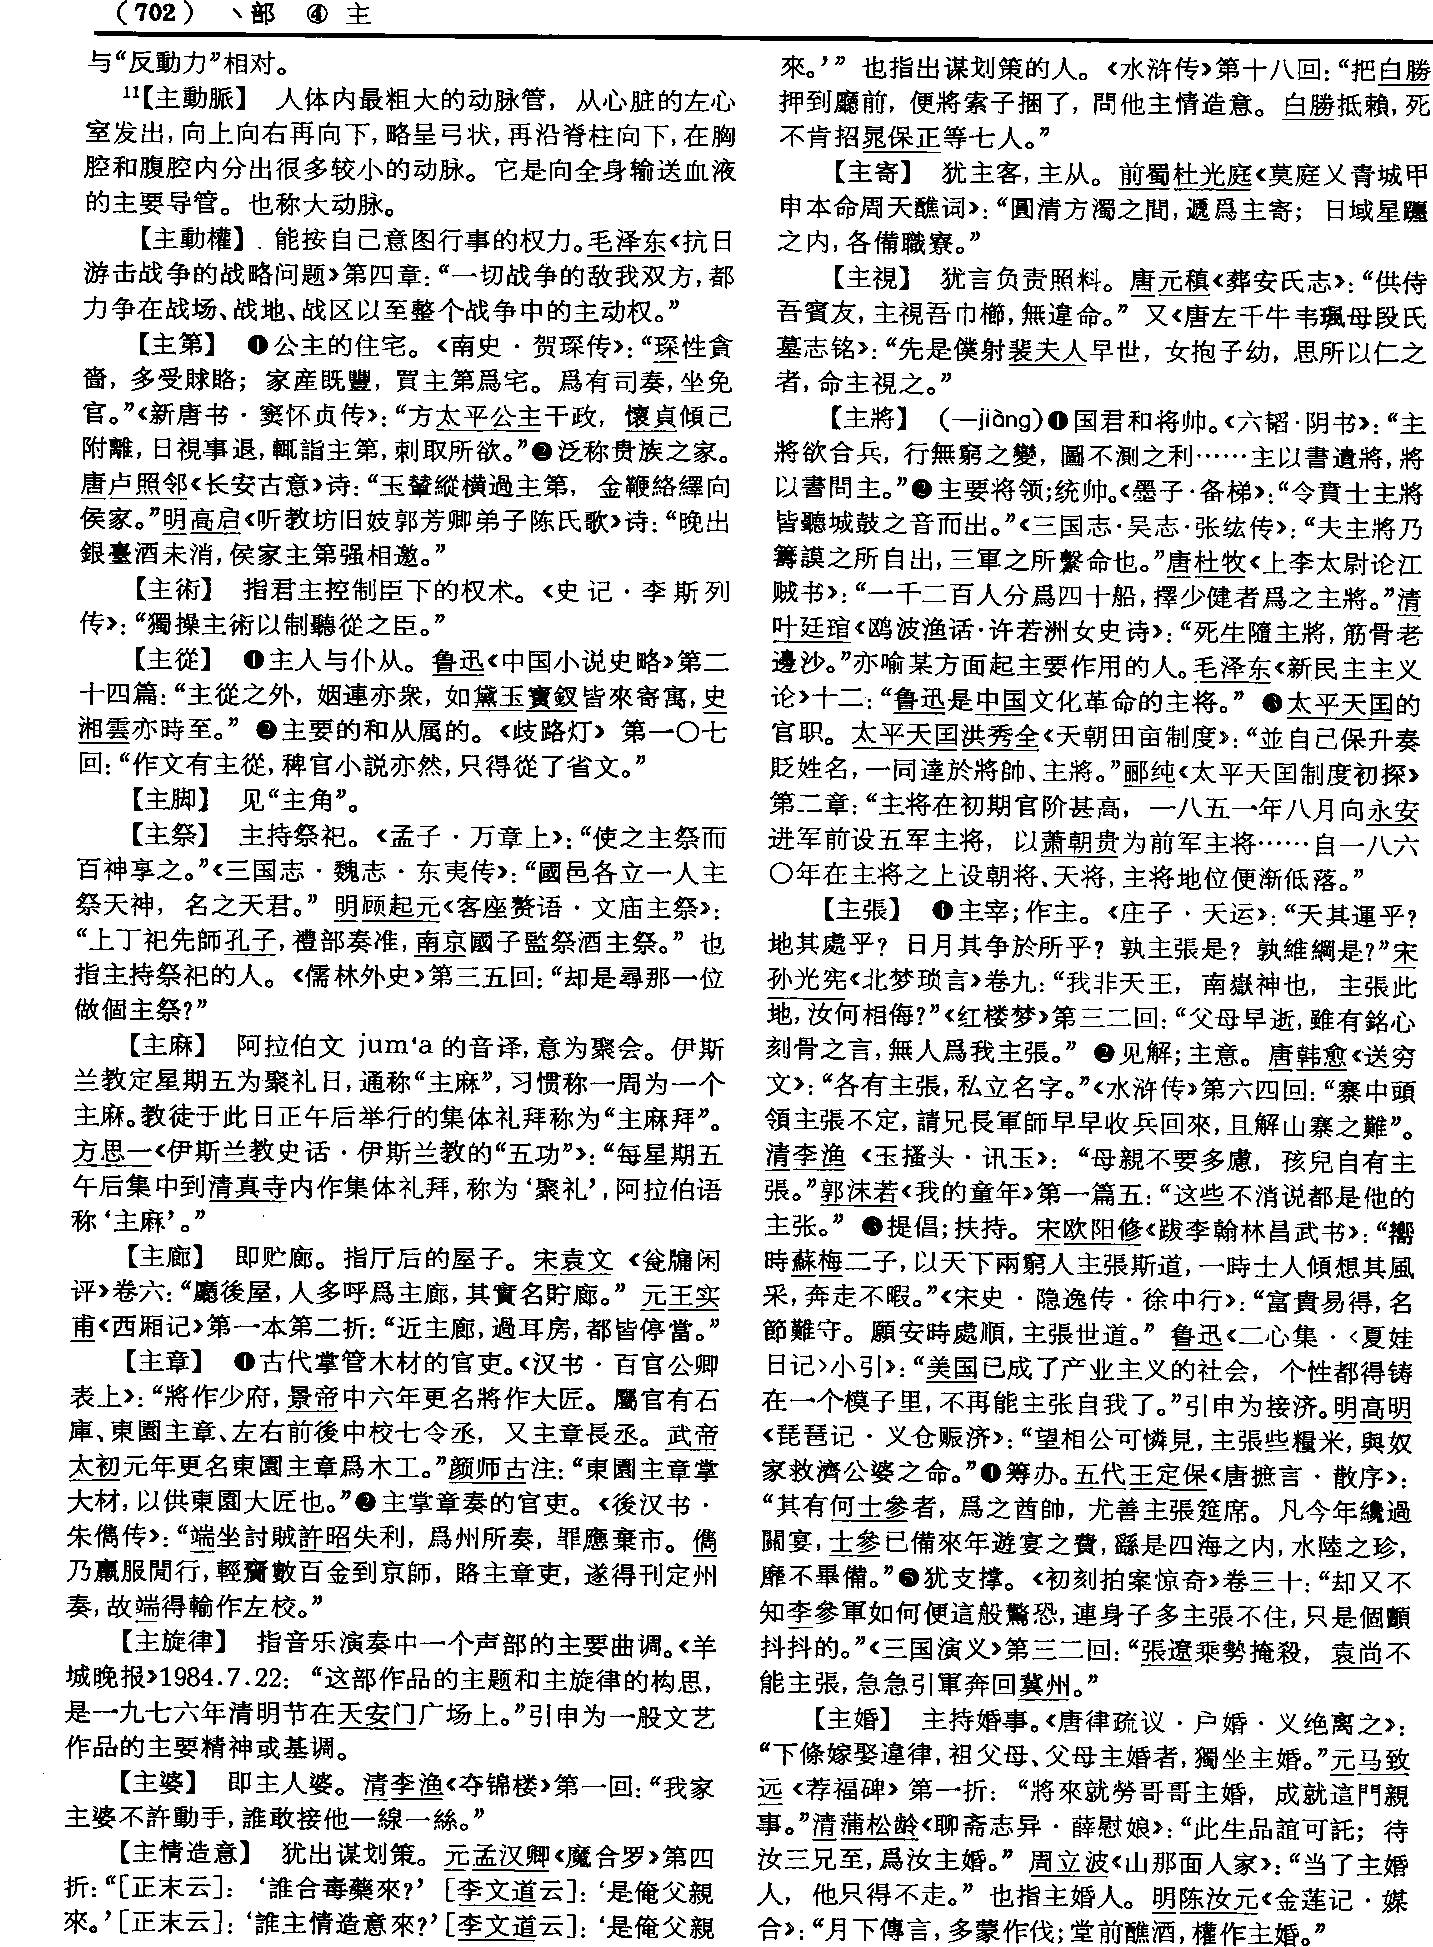 （702） 丶部 ④ 主
与“反動力”相对。
¹¹【主動脈】 人体内最粗大的动脉管，从心脏的左心
室发出，向上向右再向下，略呈弓状，再沿脊柱向下，在胸
腔和腹腔内分出很多较小的动脉。它是向全身输送血液
的主要导管。也称大动脉。
【主動權】．能按自己意图行事的权力。毛泽东《抗日
游击战争的战略问题》第四章：“一切战争的敌我双方，都
力争在战场、战地、战区以至整个战争中的主动权。”
【主第】 ❶公主的住宅。《南史·贺琛传》：“琛性貪
嗇，多受賕賂；家産既豐，買主第爲宅。爲有司奏，坐免
官。”《新唐书·窦怀贞传》：“方太平公主干政，懷貞傾己
附離，日視事退，輒詣主第，刺取所欲。”❷泛称贵族之家。
唐卢照邻《长安古意》诗：“玉輦縱横過主第，金鞭絡繹向
侯家。”明高启《听教坊旧妓郭芳卿弟子陈氏歌》诗：“晚出
銀臺酒未消，侯家主第强相邀。”
【主術】 指君主控制臣下的权术。《史记·李斯列
传》：“獨操主術以制聽從之臣。”
【主從】 ❶主人与仆从。鲁迅《中国小说史略》第二
十四篇：“主從之外，姻連亦衆，如黛玉寶釵皆來寄寓，史
湘雲亦時至。” ❷主要的和从属的。《歧路灯》第一〇七
回：“作文有主從，稗官小説亦然，只得從了省文。”
【主脚】 见“主角”。
【主祭】 主持祭祀。《孟子·万章上》：“使之主祭而
百神享之。”《三国志·魏志·东夷传》：“國邑各立一人主
祭天神，名之天君。” 明顾起元《客座赘语·文庙主祭》：
“上丁祀先師孔子，禮部奏准，南京國子監祭酒主祭。” 也
指主持祭祀的人。《儒林外史》第三五回：“却是尋那一位
做個主祭？”
【主麻】 阿拉伯文 jum‘a 的音译，意为聚会。伊斯
兰教定星期五为聚礼日，通称“主麻”，习惯称一周为一个
主麻。教徒于此日正午后举行的集体礼拜称为“主麻拜”。
方思一《伊斯兰教史话·伊斯兰教的“五功”》：“每星期五
午后集中到清真寺内作集体礼拜，称为‘聚礼’，阿拉伯语
称‘主麻’。”
【主廊】 即贮廊。指厅后的屋子。宋袁文《瓮牖闲
评》卷六：“廳後屋，人多呼爲主廊，其實名貯廊。” 元王实
甫《西厢记》第一本第二折：“近主廊，過耳房，都皆停當。”
【主章】 ❶古代掌管木材的官吏。《汉书·百官公卿
表上》：“將作少府，景帝中六年更名將作大匠。屬官有石
庫、東園主章、左右前後中校七令丞，又主章長丞。武帝
太初元年更名東園主章爲木工。”颜师古注：“東園主章掌
大材，以供東園大匠也。”❷主掌章奏的官吏。《後汉书·
朱儁传》：“端坐討賊許昭失利，爲州所奏，罪應棄市。儁
乃羸服閒行，輕齎數百金到京師，賂主章吏，遂得刊定州
奏，故端得輸作左校。”
【主旋律】 指音乐演奏中一个声部的主要曲调。《羊
城晚报》1984.7.22：“这部作品的主题和主旋律的构思，
是一九七六年清明节在天安门广场上。”引申为一般文艺
作品的主要精神或基调。
【主婆】 即主人婆。清李渔《夺锦楼》第一回：“我家
主婆不許動手，誰敢接他一線一絲。”
【主情造意】 犹出谋划策。元孟汉卿《魔合罗》第四
折：“［正末云］：‘誰合毒藥來？’［李文道云］：‘是俺父親
來。’［正末云］：‘誰主情造意來？’［李文道云］：‘是俺父親
來。’” 也指出谋划策的人。《水浒传》第十八回：“把白勝
押到廳前，便將索子捆了，問他主情造意。白勝抵賴，死
不肯招晁保正等七人。”
【主寄】 犹主客，主从。前蜀杜光庭《莫庭乂青城甲
申本命周天醮词》：“圓清方濁之間，遞爲主寄；日域星躔
之内，各備職寮。”
【主視】 犹言负责照料。唐元稹《葬安氏志》：“供侍
吾賓友，主視吾巾櫛，無違命。” 又《唐左千牛韦珮母段氏
墓志铭》：“先是僕射裴夫人早世，女抱子幼，思所以仁之
者，命主視之。”
【主將】 （—jiàng）❶国君和将帅。《六韬·阴书》：“主
將欲合兵，行無窮之變，圖不測之利……主以書遺將，將
以書問主。”❷主要将领；统帅。《墨子·备梯》：“令賁士主將
皆聽城鼓之音而出。”《三国志·吴志·张纮传》：“夫主將乃
籌謨之所自出，三軍之所繫命也。”唐杜牧《上李太尉论江
贼书》：“一千二百人分爲四十船，擇少健者爲之主將。”清
叶廷琯《鸥波渔话·许若洲女史诗》：“死生隨主將，筋骨老
邊沙。”亦喻某方面起主要作用的人。毛泽东《新民主主义
论》十二：“鲁迅是中国文化革命的主将。” ❸太平天囯的
官职。太平天囯洪秀全《天朝田亩制度》：“並自己保升奏
貶姓名，一同達於將帥、主將。”郦纯《太平天囯制度初探》
第二章：“主将在初期官阶甚高，一八五一年八月向永安
进军前设五军主将，以萧朝贵为前军主将……自一八六
〇年在主将之上设朝将、天将，主将地位便渐低落。”
【主張】 ❶主宰；作主。《庄子·天运》：“天其運乎？
地其處乎？日月其争於所乎？孰主張是？孰維綱是？”宋
孙光宪《北梦琐言》卷九：“我非天王，南嶽神也，主張此
地，汝何相侮？”《红楼梦》第三二回：“父母早逝，雖有銘心
刻骨之言，無人爲我主張。” ❷见解；主意。唐韩愈《送穷
文》：“各有主張，私立名字。”《水浒传》第六四回：“寨中頭
領主張不定，請兄長軍師早早收兵回來，且解山寨之難”。
清李渔《玉搔头·讯玉》：“母親不要多慮，孩兒自有主
張。”郭沫若《我的童年》第一篇五：“这些不消说都是他的
主张。” ❸提倡；扶持。宋欧阳修《跋李翰林昌武书》：“嚮
時蘇梅二子，以天下兩窮人主張斯道，一時士人傾想其風
采，奔走不暇。”《宋史·隐逸传·徐中行》：“富貴易得，名
節難守。願安時處順，主張世道。” 鲁迅《二心集·〈夏娃
日记〉小引》：“美国已成了产业主义的社会，个性都得铸
在一个模子里，不再能主张自我了。”引申为接济。明高明
《琵琶记·义仓赈济》：“望相公可憐見，主張些糧米，與奴
家救濟公婆之命。”❹筹办。五代王定保《唐摭言·散序》：
“其有何士參者，爲之酋帥，尤善主張筵席。凡今年纔過
關宴，士參已備來年遊宴之費，繇是四海之内，水陸之珍，
靡不畢備。”❺犹支撑。《初刻拍案惊奇》卷三十：“却又不
知李參軍如何便這般驚恐，連身子多主張不住，只是個顫
抖抖的。”《三国演义》第三二回：“張遼乘勢掩殺，袁尚不
能主張，急急引軍奔回冀州。”
【主婚】 主持婚事。《唐律疏议·户婚·义绝离之》：
“下條嫁娶違律，祖父母、父母主婚者，獨坐主婚。”元马致
远《荐福碑》第一折：“將來就勞哥哥主婚，成就這門親
事。”清蒲松龄《聊斋志异·薛慰娘》：“此生品誼可託；待
汝三兄至，爲汝主婚。” 周立波《山那面人家》：“当了主婚
人，他只得不走。” 也指主婚人。明陈汝元《金莲记·媒
合》：“月下傳言，多蒙作伐；堂前醮酒，權作主婚。”